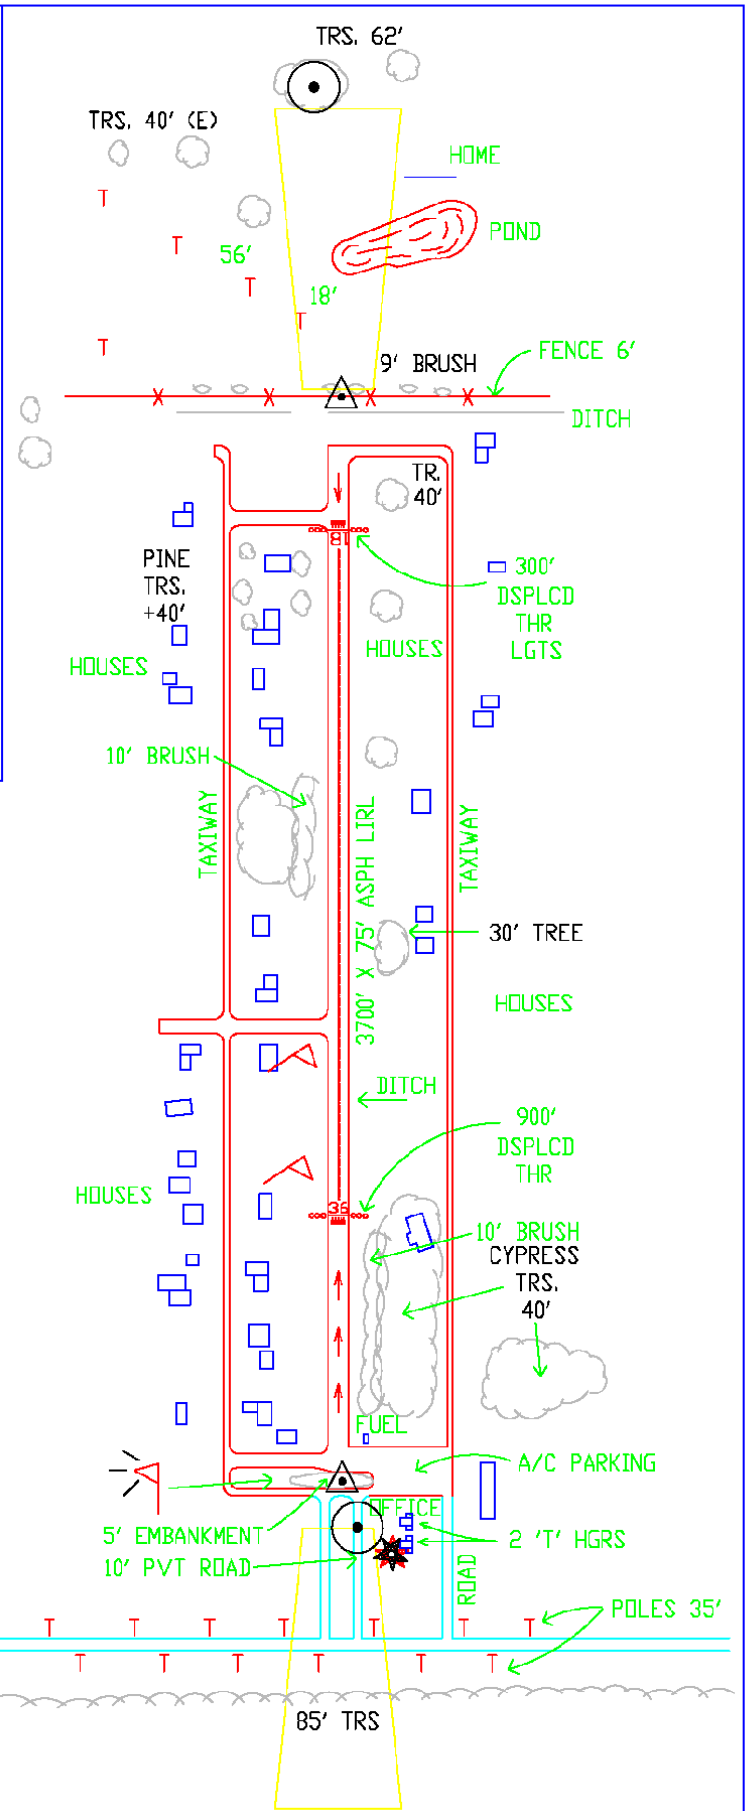 TRS. 62'
TRS. 40' (E)
HOME
POND
56'
18'
9' BRUSH
FENCE 6'
DITCH
TR.
40'
18
PINE
TRS.
+40'
300'
DSPLCD
THR
LGTS
HOUSES
HOUSES
10' BRUSH
TAXIWAY
3700' X 75' ASPH LIRL
TAXIWAY
30' TREE
HOUSES
DITCH
900'
DSPLCD
THR
HOUSES
36
10' BRUSH
CYPRESS
TRS.
40'
FUEL
A/C PARKING
OFFICE
5' EMBANKMENT
2 'T' HGRS
10' PVT ROAD
ROAD
POLES 35'
85' TRS